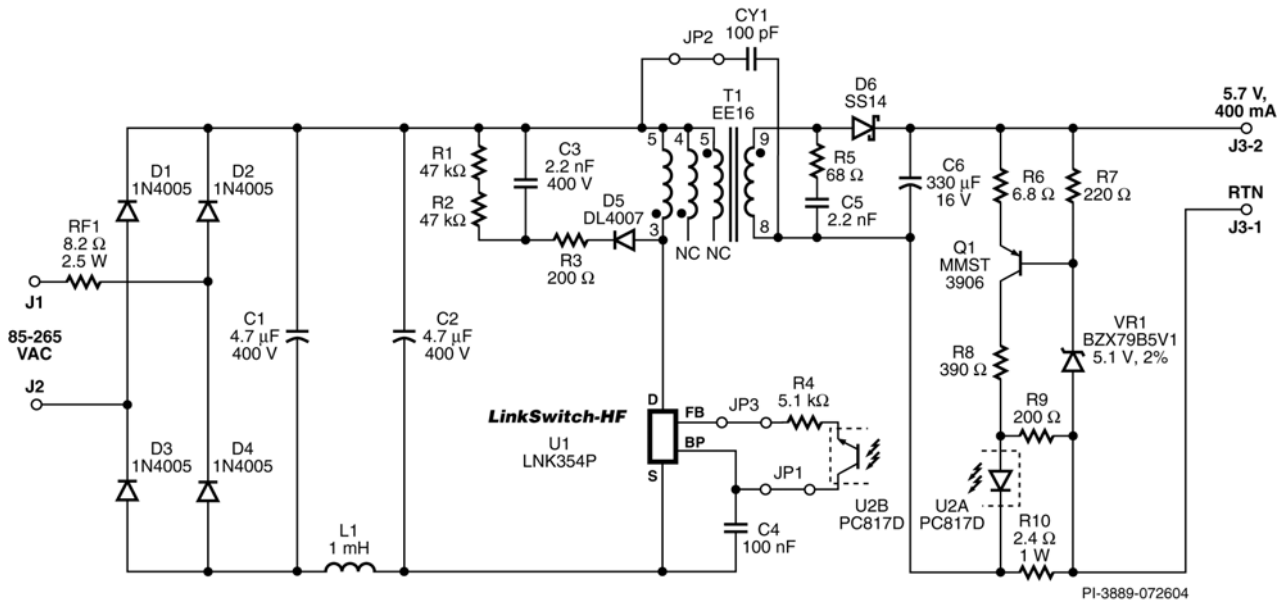 CY1
100 pF
JP2
D6
SS14
T1
EE16
5.7 V,
400 mA
J3-2
5
4
5
9
D1
1N4005
D2
1N4005
R1
47 kΩ
C3
2.2 nF
400 V
R5
68 Ω
C6
330 µF
16 V
R6
6.8 Ω
R7
220 Ω
RTN
J3-1
R2
47 kΩ
D5
DL4007
C5
2.2 nF
RF1
8.2 Ω
2.5 W
3
8
R3
200 Ω
NC NC
Q1
MMST
3906
J1
85-265
VAC
J2
C1
4.7 µF
400 V
C2
4.7 µF
400 V
VR1
BZX79B5V1
5.1 V, 2%
R8
390 Ω
LinkSwitch-HF
U1
LNK354P
D
FB
BP
S
JP3
R4
5.1 kΩ
R9
200 Ω
D3
1N4005
D4
1N4005
JP1
U2B
PC817D
U2A
PC817D
C4
100 nF
R10
2.4 Ω
1 W
L1
1 mH
PI-3889-072604